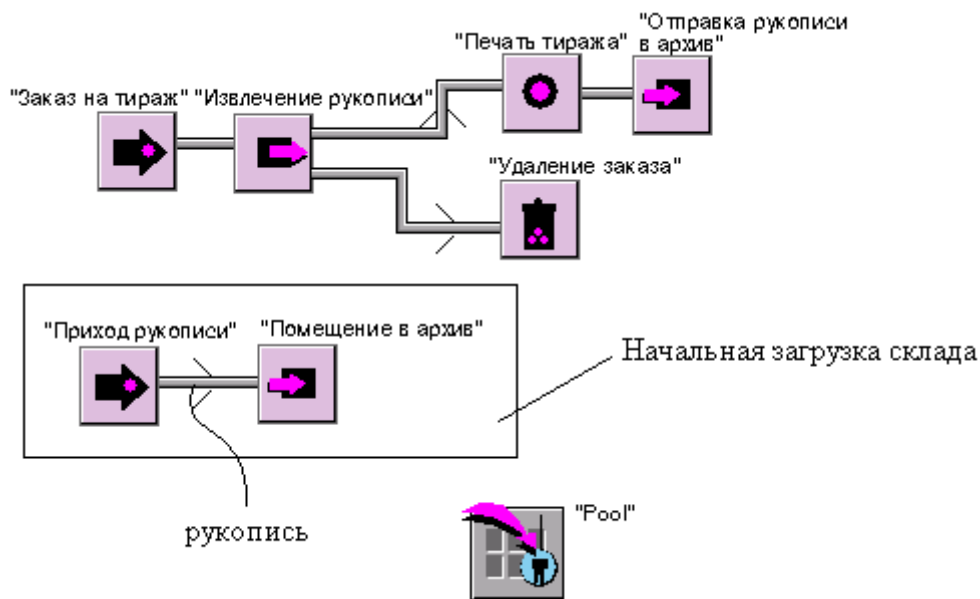 "Отправка рукописи
в архив"
"Печать тиража"
"Заказ на тираж" "Извлечение рукописи"
"Удаление заказа"
"Приход рукописи" "Помещение в архив"
Начальная загрузка склада
рукопись
"Pool"